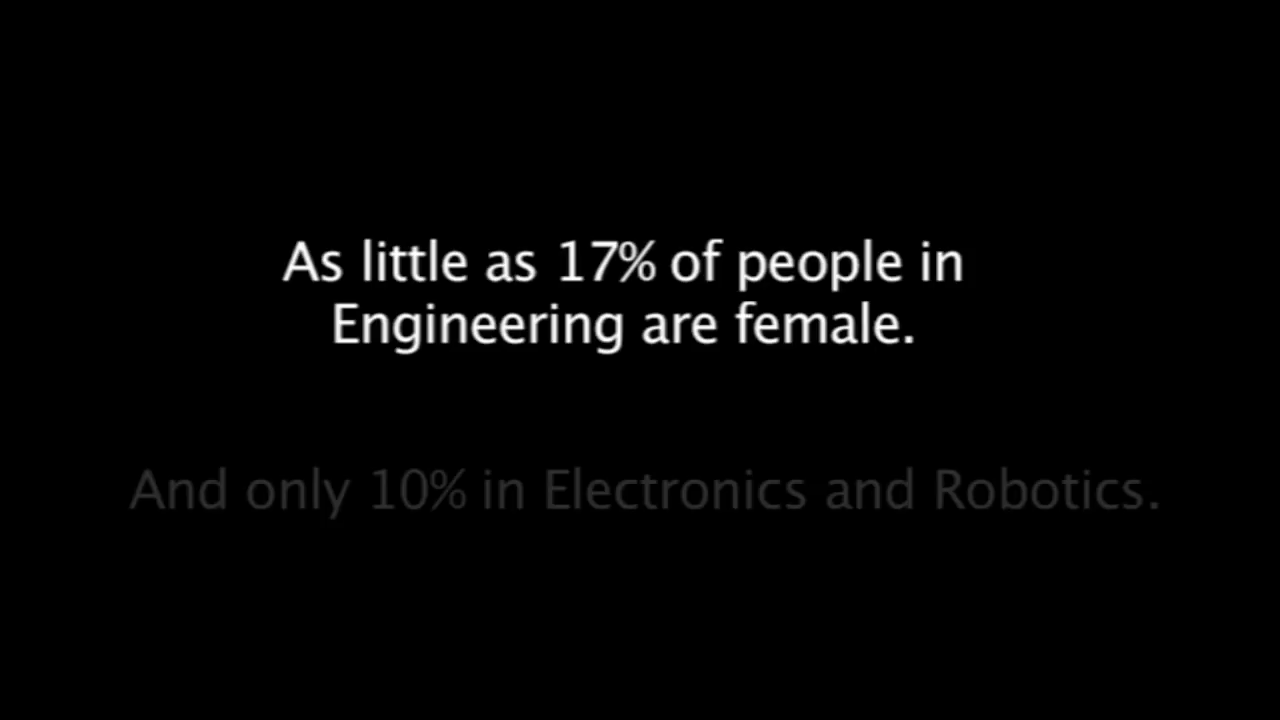 As little as 17% of people in
Engineering are female.
And only 10% in Electronics and Robotics.